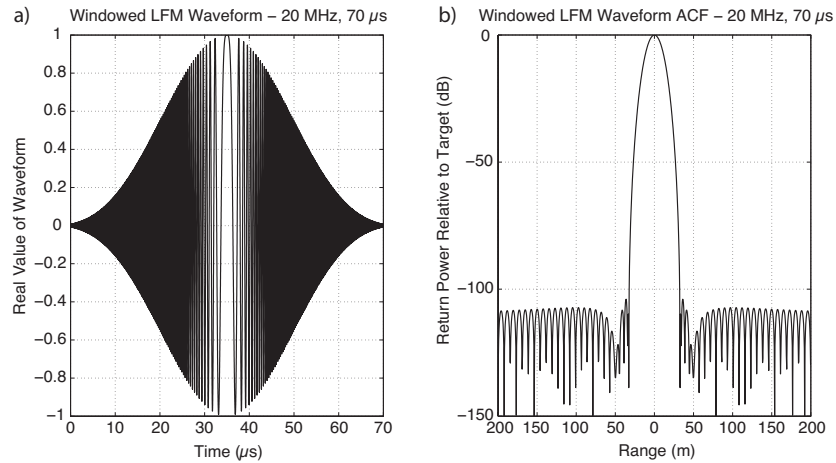 a)
Windowed LFM Waveform – 20 MHz, 70 µs
Real Value of Waveform
1
0.8
0.6
0.4
0.2
0
−0.2
−0.4
−0.6
−0.8
−1
0 10 20 30 40 50 60 70
Time (µs)
b)
Windowed LFM Waveform ACF – 20 MHz, 70 µs
Return Power Relative to Target (dB)
0
−50
−100
−150
200 150 100 50 0 50 100 150 200
Range (m)